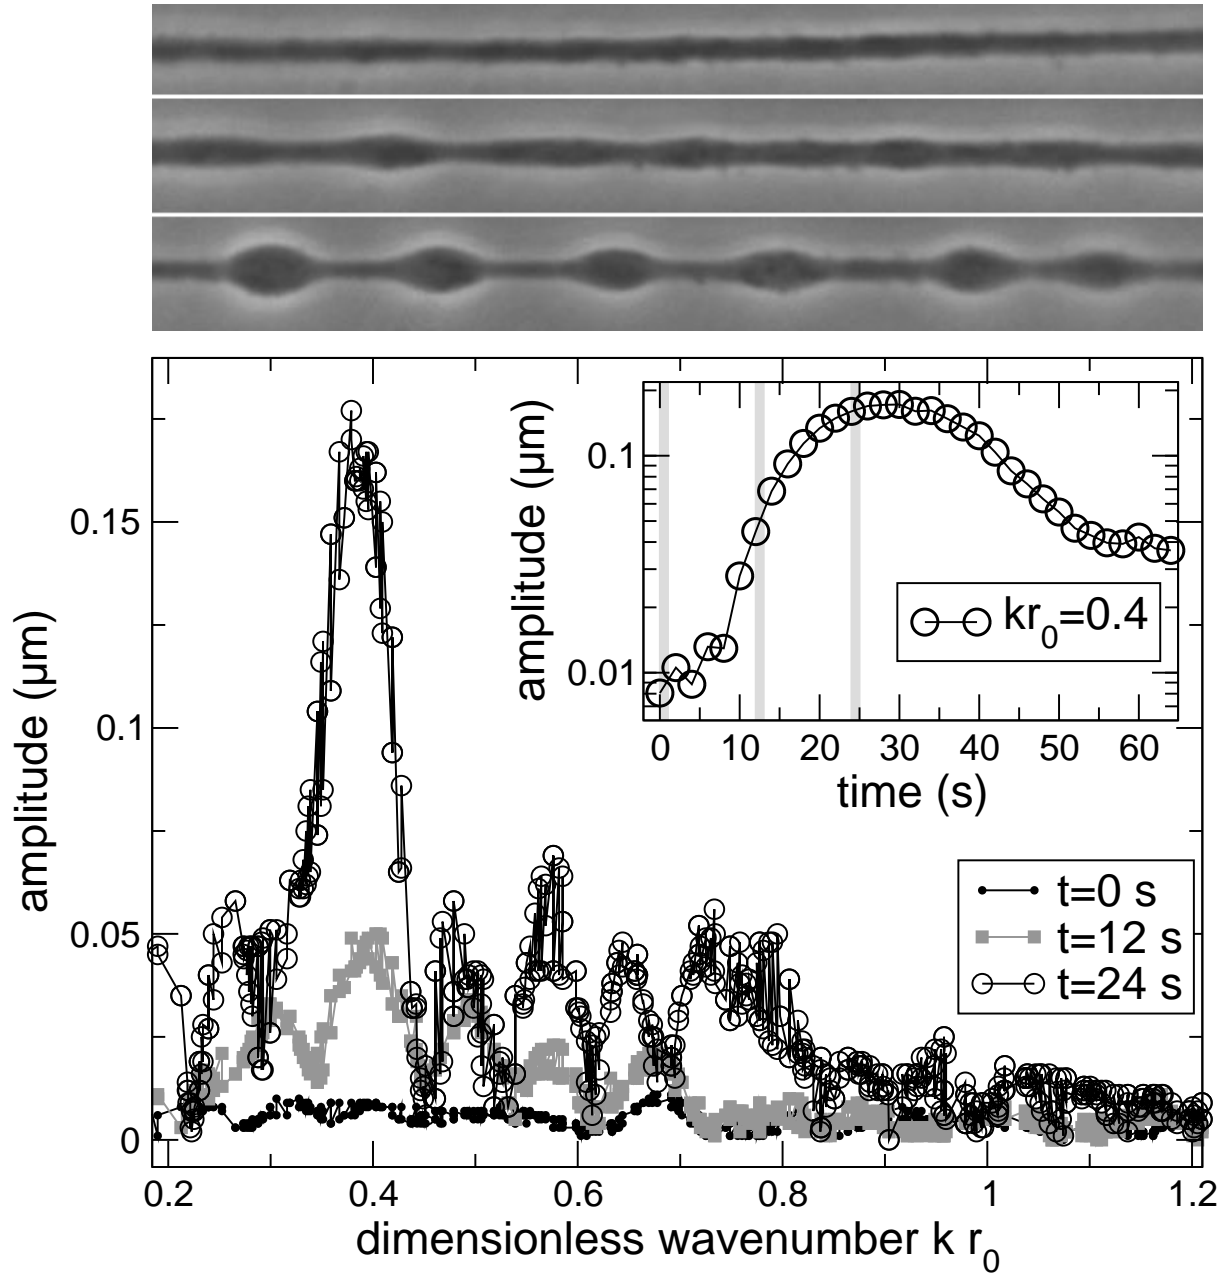 amplitude (μm)
0.15
0.1
0.05
0
0.2
0.4
0.6
0.8
1
1.2
dimensionless wavenumber k r0
amplitude (μm)
0.1
0.01
0
10
20
30
40
50
60
time (s)
kr0=0.4
t=0 s
t=12 s
t=24 s